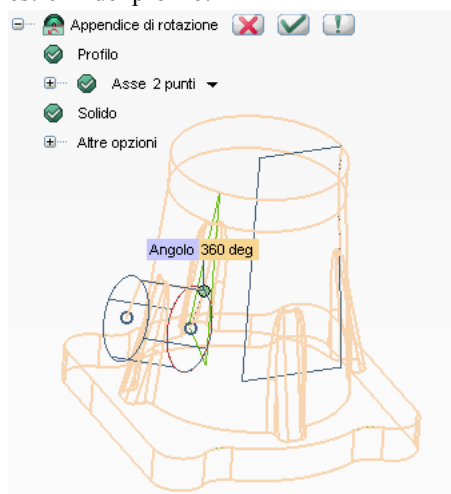 Appendice di rotazione
Profilo
Asse 2 punti
Solido
Altre opzioni
Angolo 360 deg